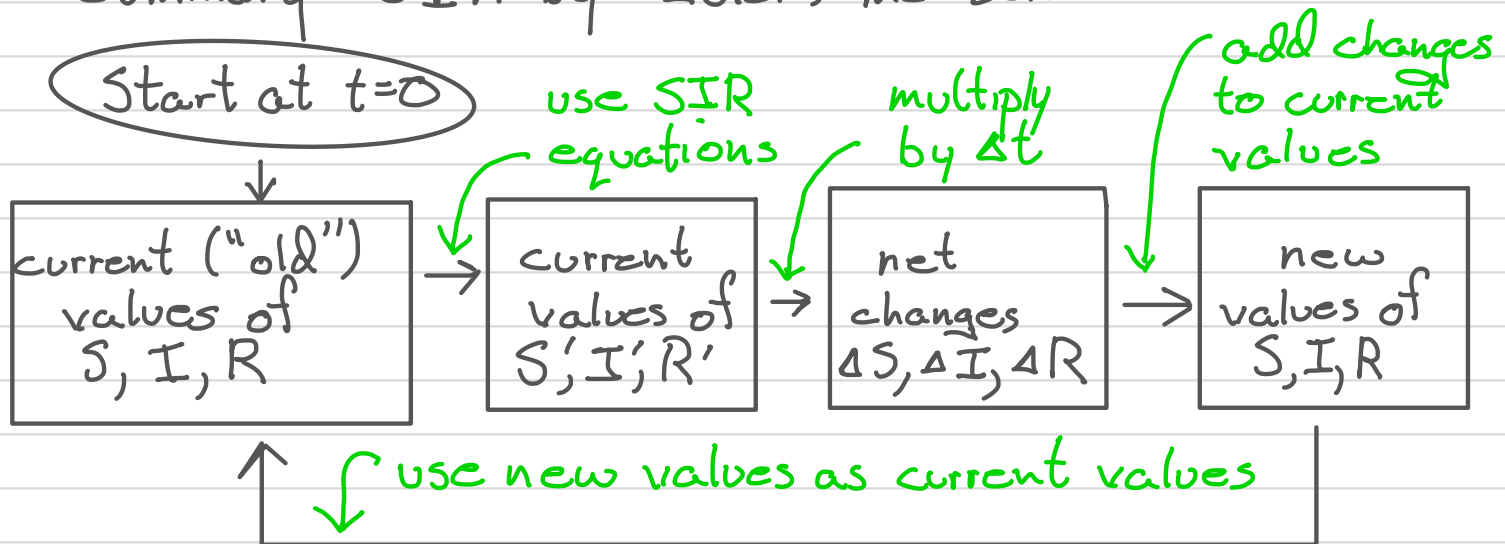 Start at t=0
use SIR
equations
multiply
by Δt
add changes
to current
values
current ("old")
values of
S, I, R
current
values of
S', I', R'
net
changes
ΔS, ΔI, ΔR
new
values of
S, I, R
use new values as current values